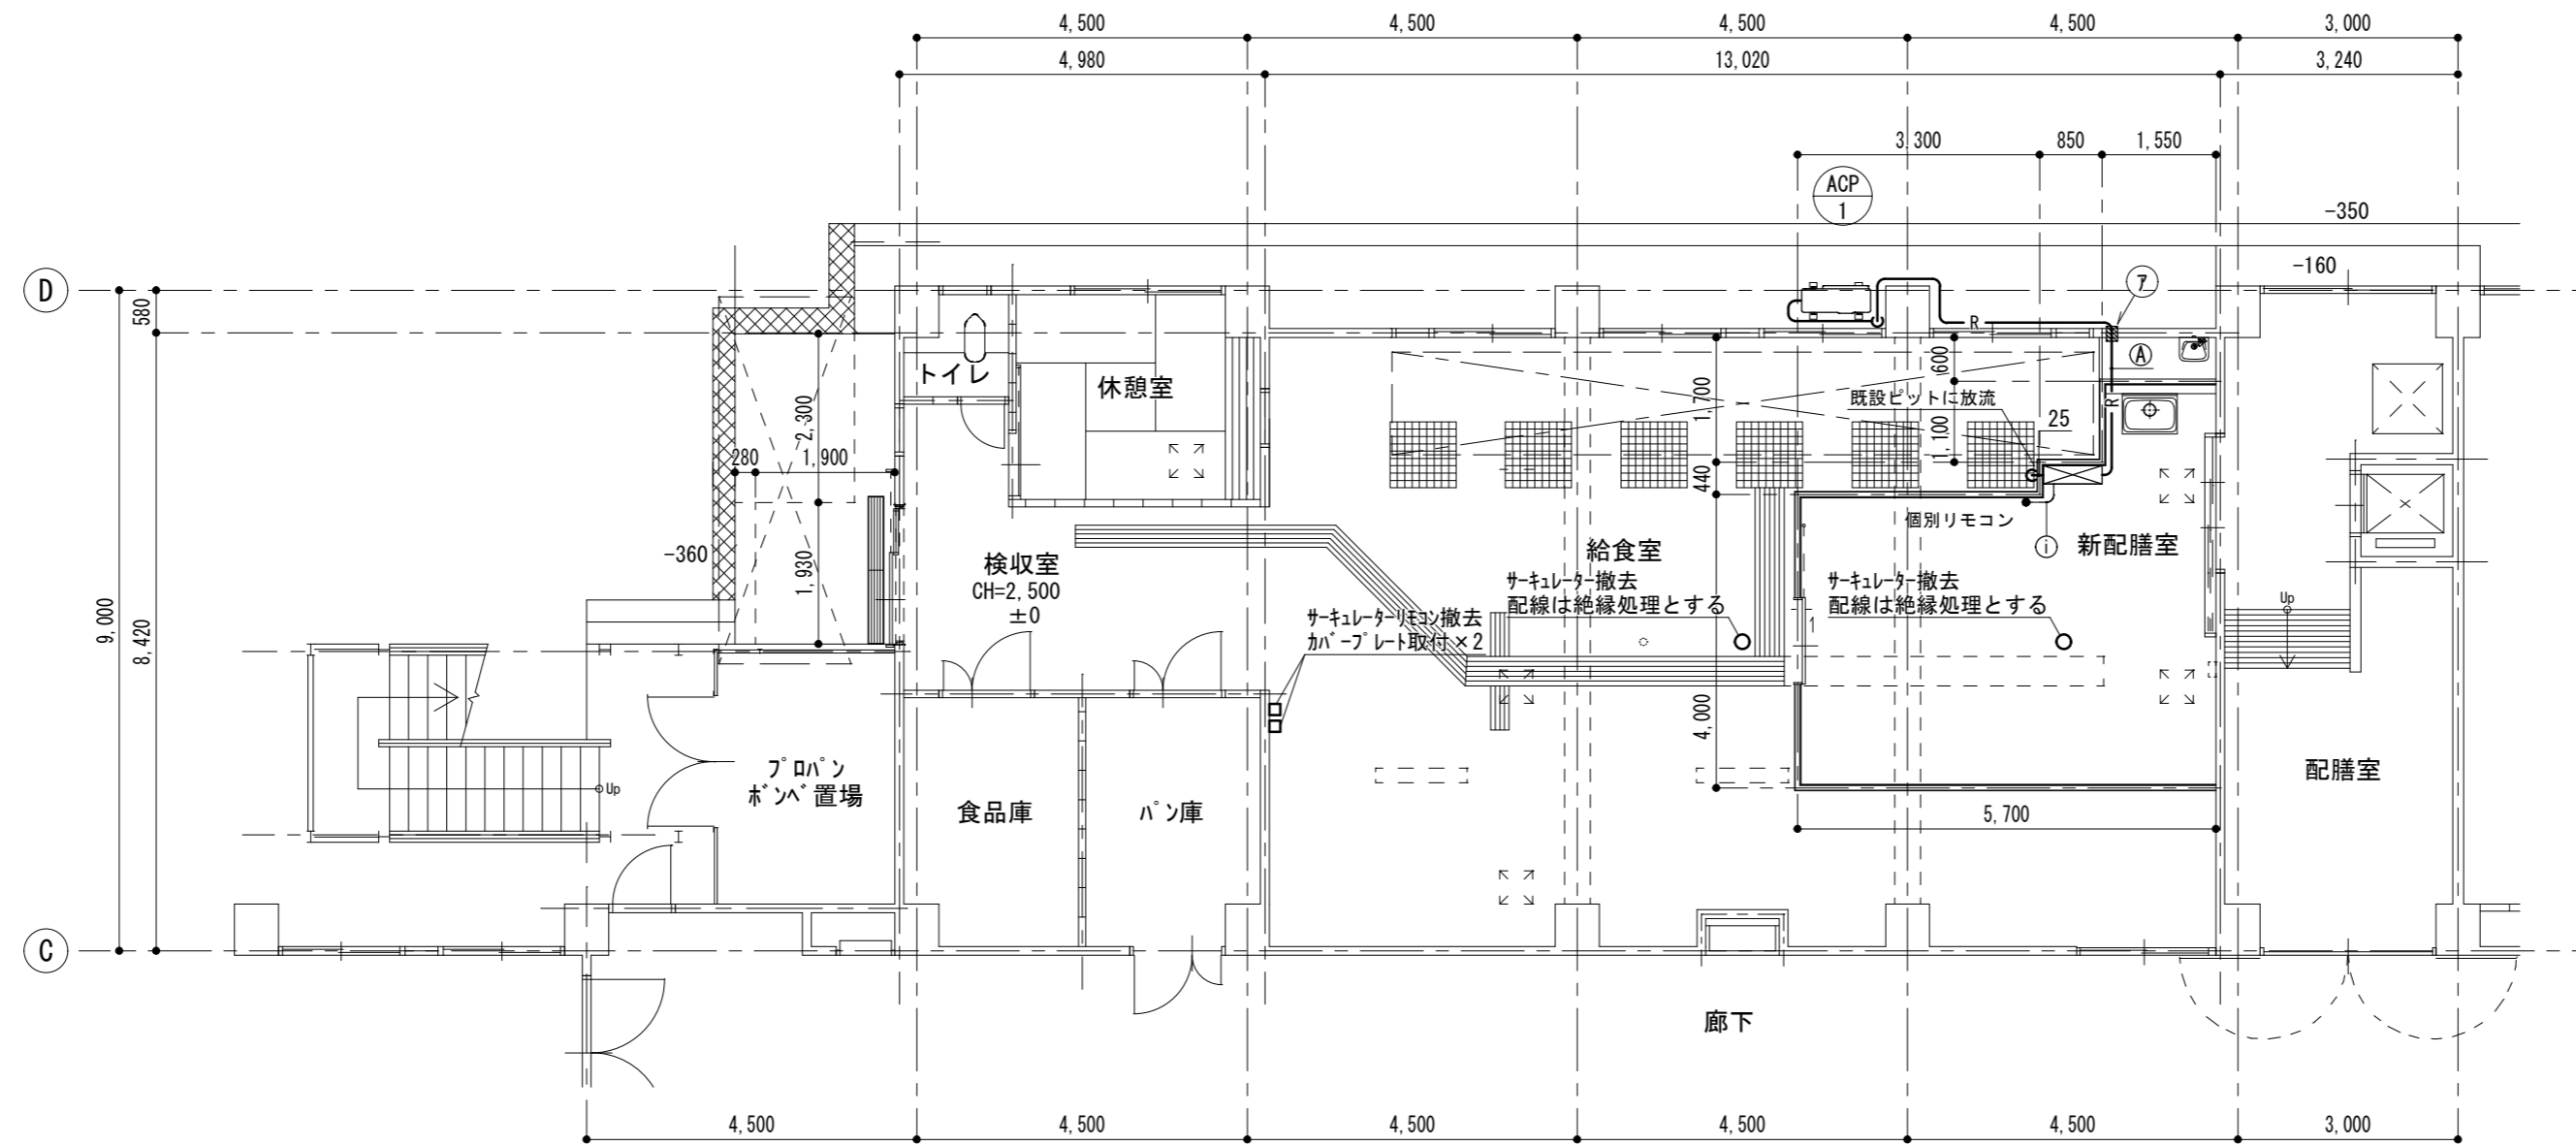 4,500
4,500
4,500
4,500
3,000
4,980
13,020
3,240
3,300
850
1,550
ACP
1
-350
D
-160
ア
580
R
600
A
トイレ
休憩室
1,700
既設ピットに放流
R
2,300
1,100
25
280
1,900
440
個別リモコン
i
新配膳室
-360
検収室
CH=2,500
±0
給食室
1,930
サーキュレーター撤去
配線は絶縁処理とする
サーキュレーター撤去
配線は絶縁処理とする
Up
9,000
8,420
サーキュレーターリモコン撤去
カバープレート取付×2
4,000
プロパン
ボンベ置場
Up
食品庫
パン庫
配膳室
5,700
C
廊下
4,500
4,500
4,500
4,500
4,500
3,000